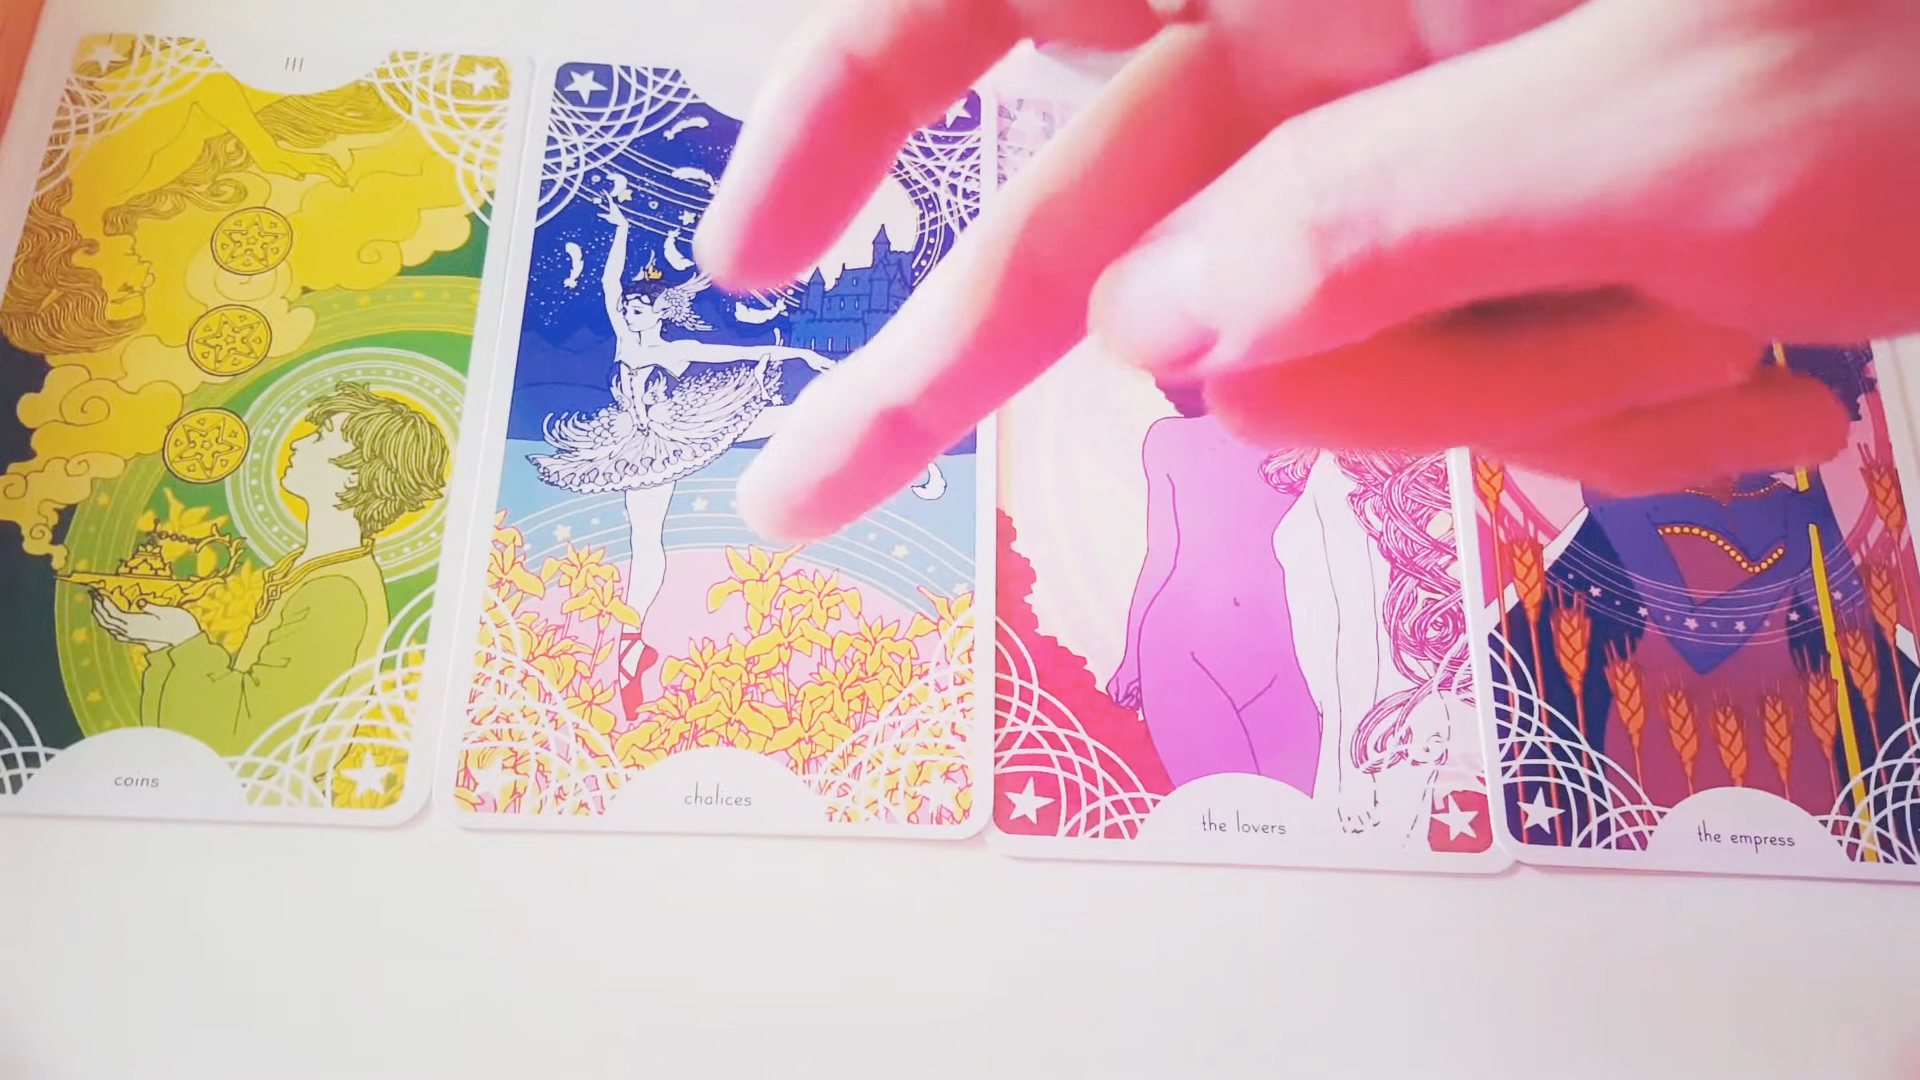 III
coins
chalices
the lovers
the empress